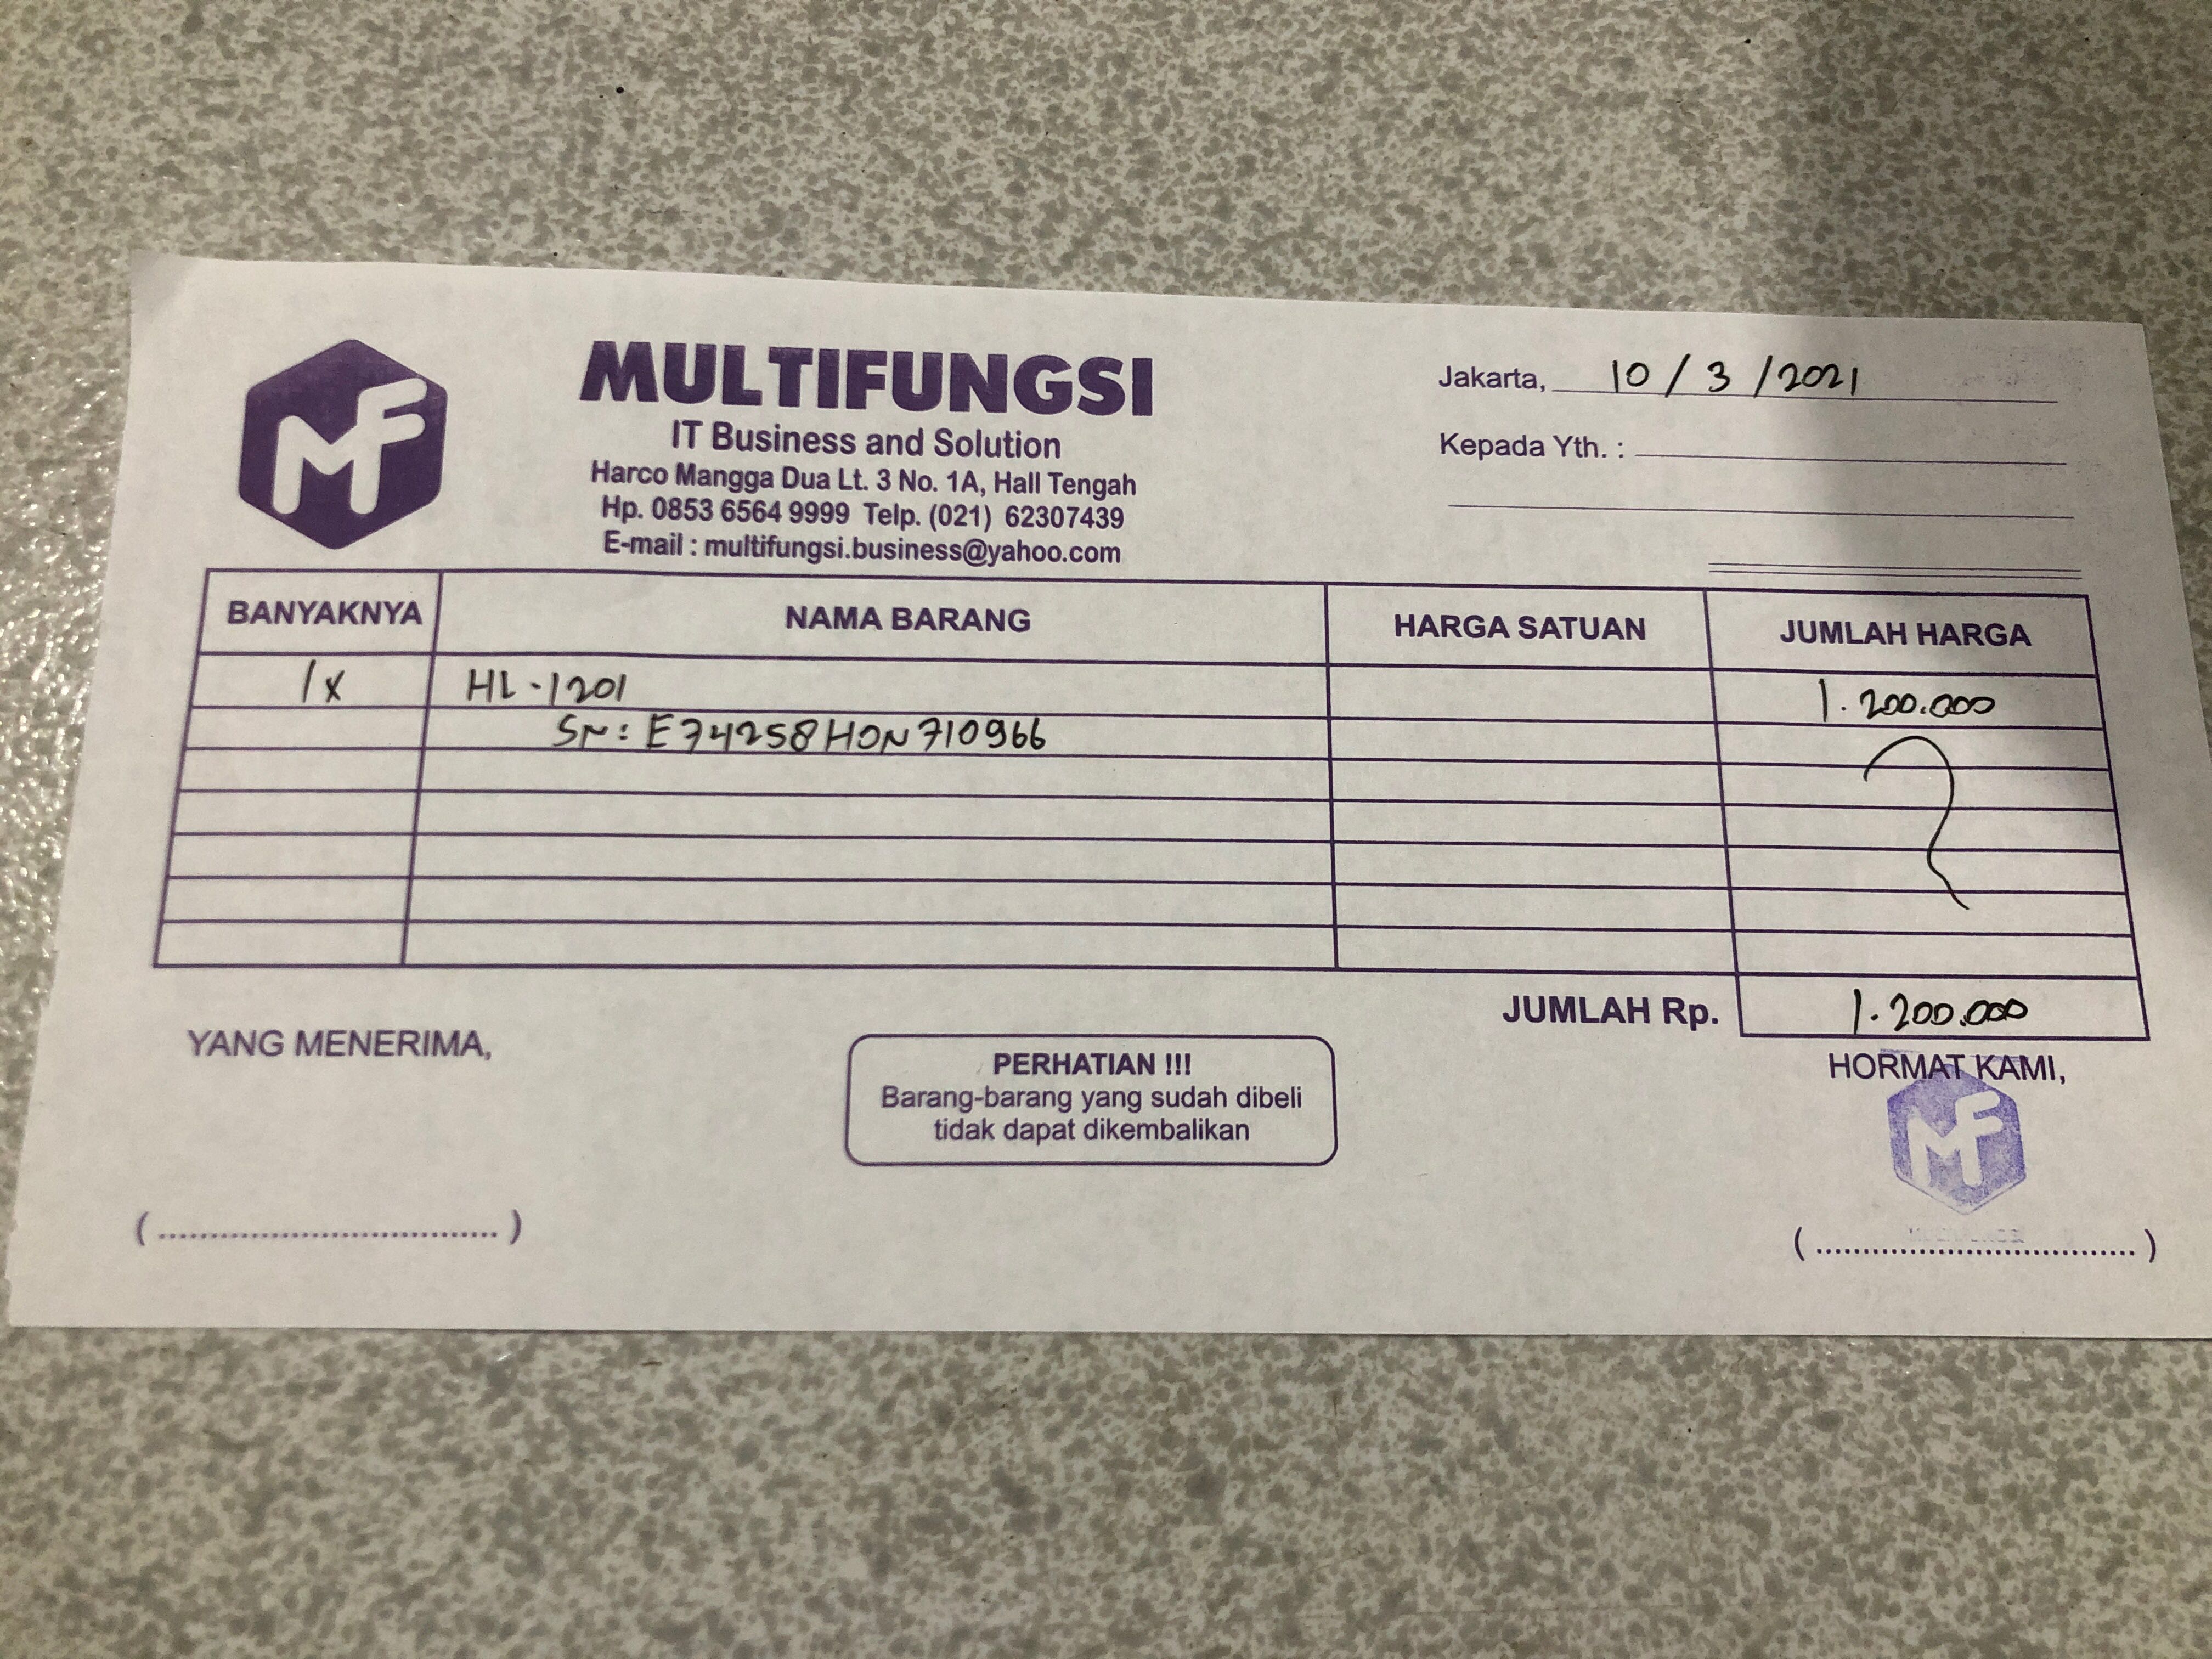 MF
MULTIFUNGSI
IT Business and Solution
Harco Mangga Dua Lt. 3 No. 1A, Hall Tengah
Hp. 0853 6564 9999 Telp. (021) 62307439
E-mail : multifungsi.business@yahoo.com
Jakarta, 10 / 3 / 2021
Kepada Yth. :
BANYAKNYA NAMA BARANG HARGA SATUAN JUMLAH HARGA
1x HL-1201 1.200.000
SN: E74258H0N710966
JUMLAH Rp. 1.200.000
YANG MENERIMA,
PERHATIAN !!!
Barang-barang yang sudah dibeli
tidak dapat dikembalikan
HORMAT KAMI,
MF
(..................................)
(..................................)